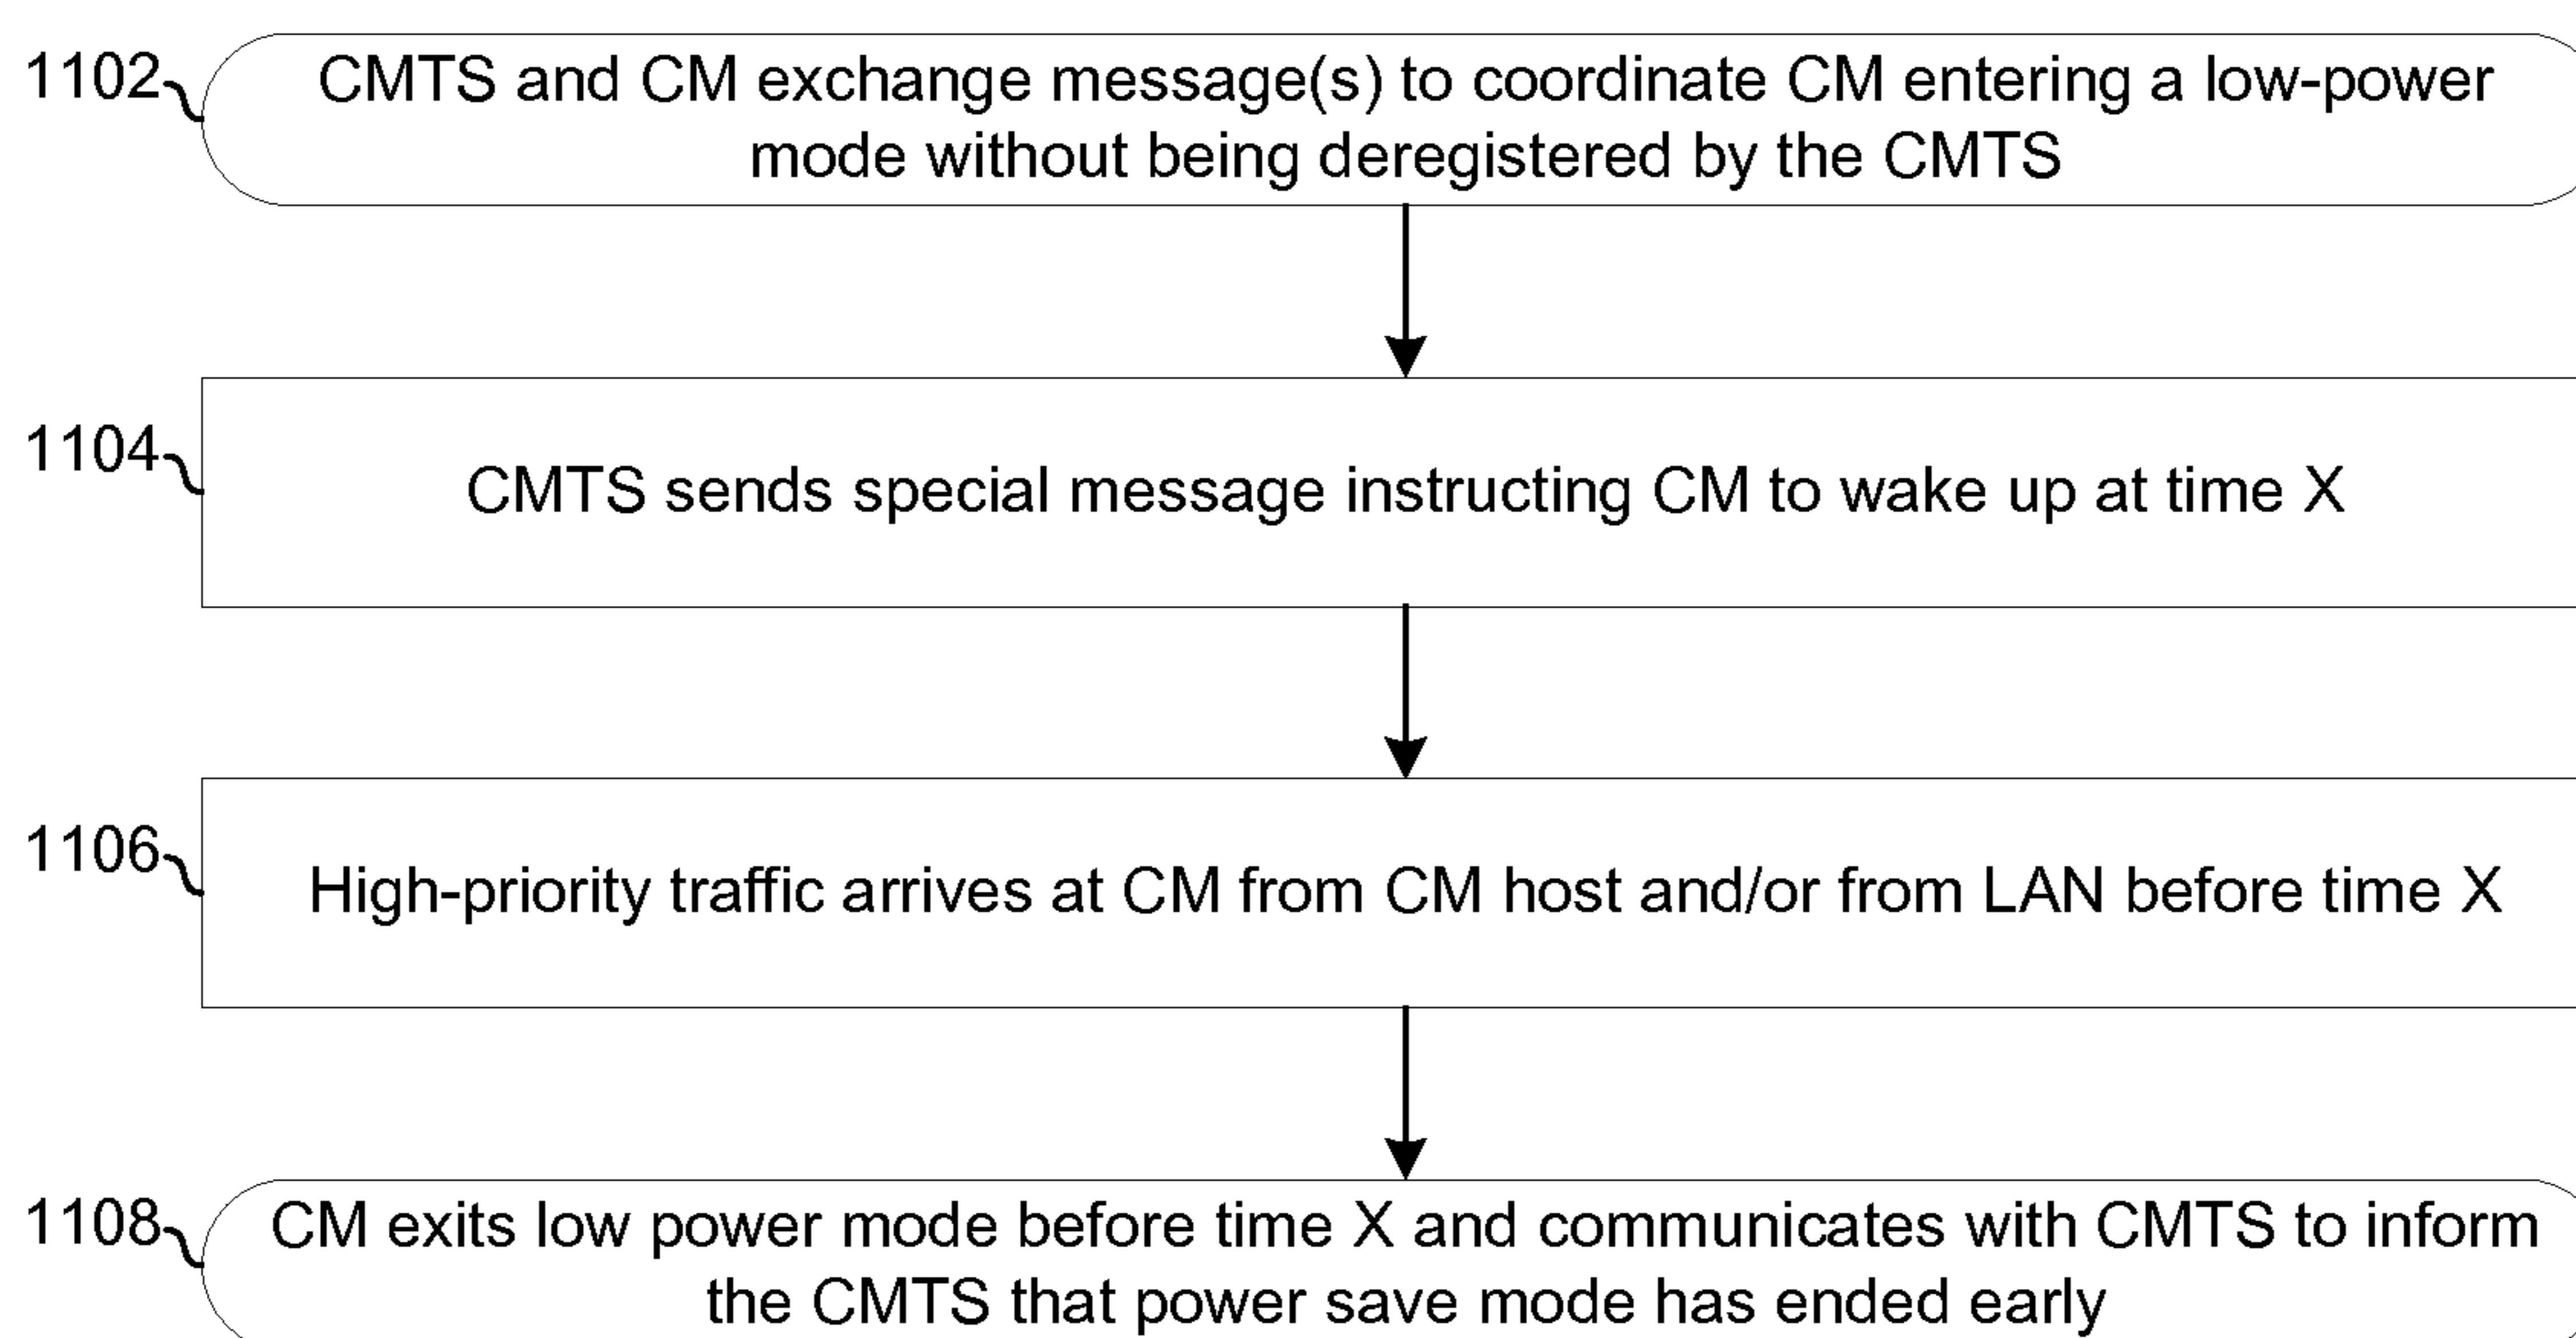 1102
CMTS and CM exchange message(s) to coordinate CM entering a low-power
mode without being deregistered by the CMTS
1104
CMTS sends special message instructing CM to wake up at time X
1106
High-priority traffic arrives at CM from CM host and/or from LAN before time X
1108
CM exits low power mode before time X and communicates with CMTS to inform
the CMTS that power save mode has ended early